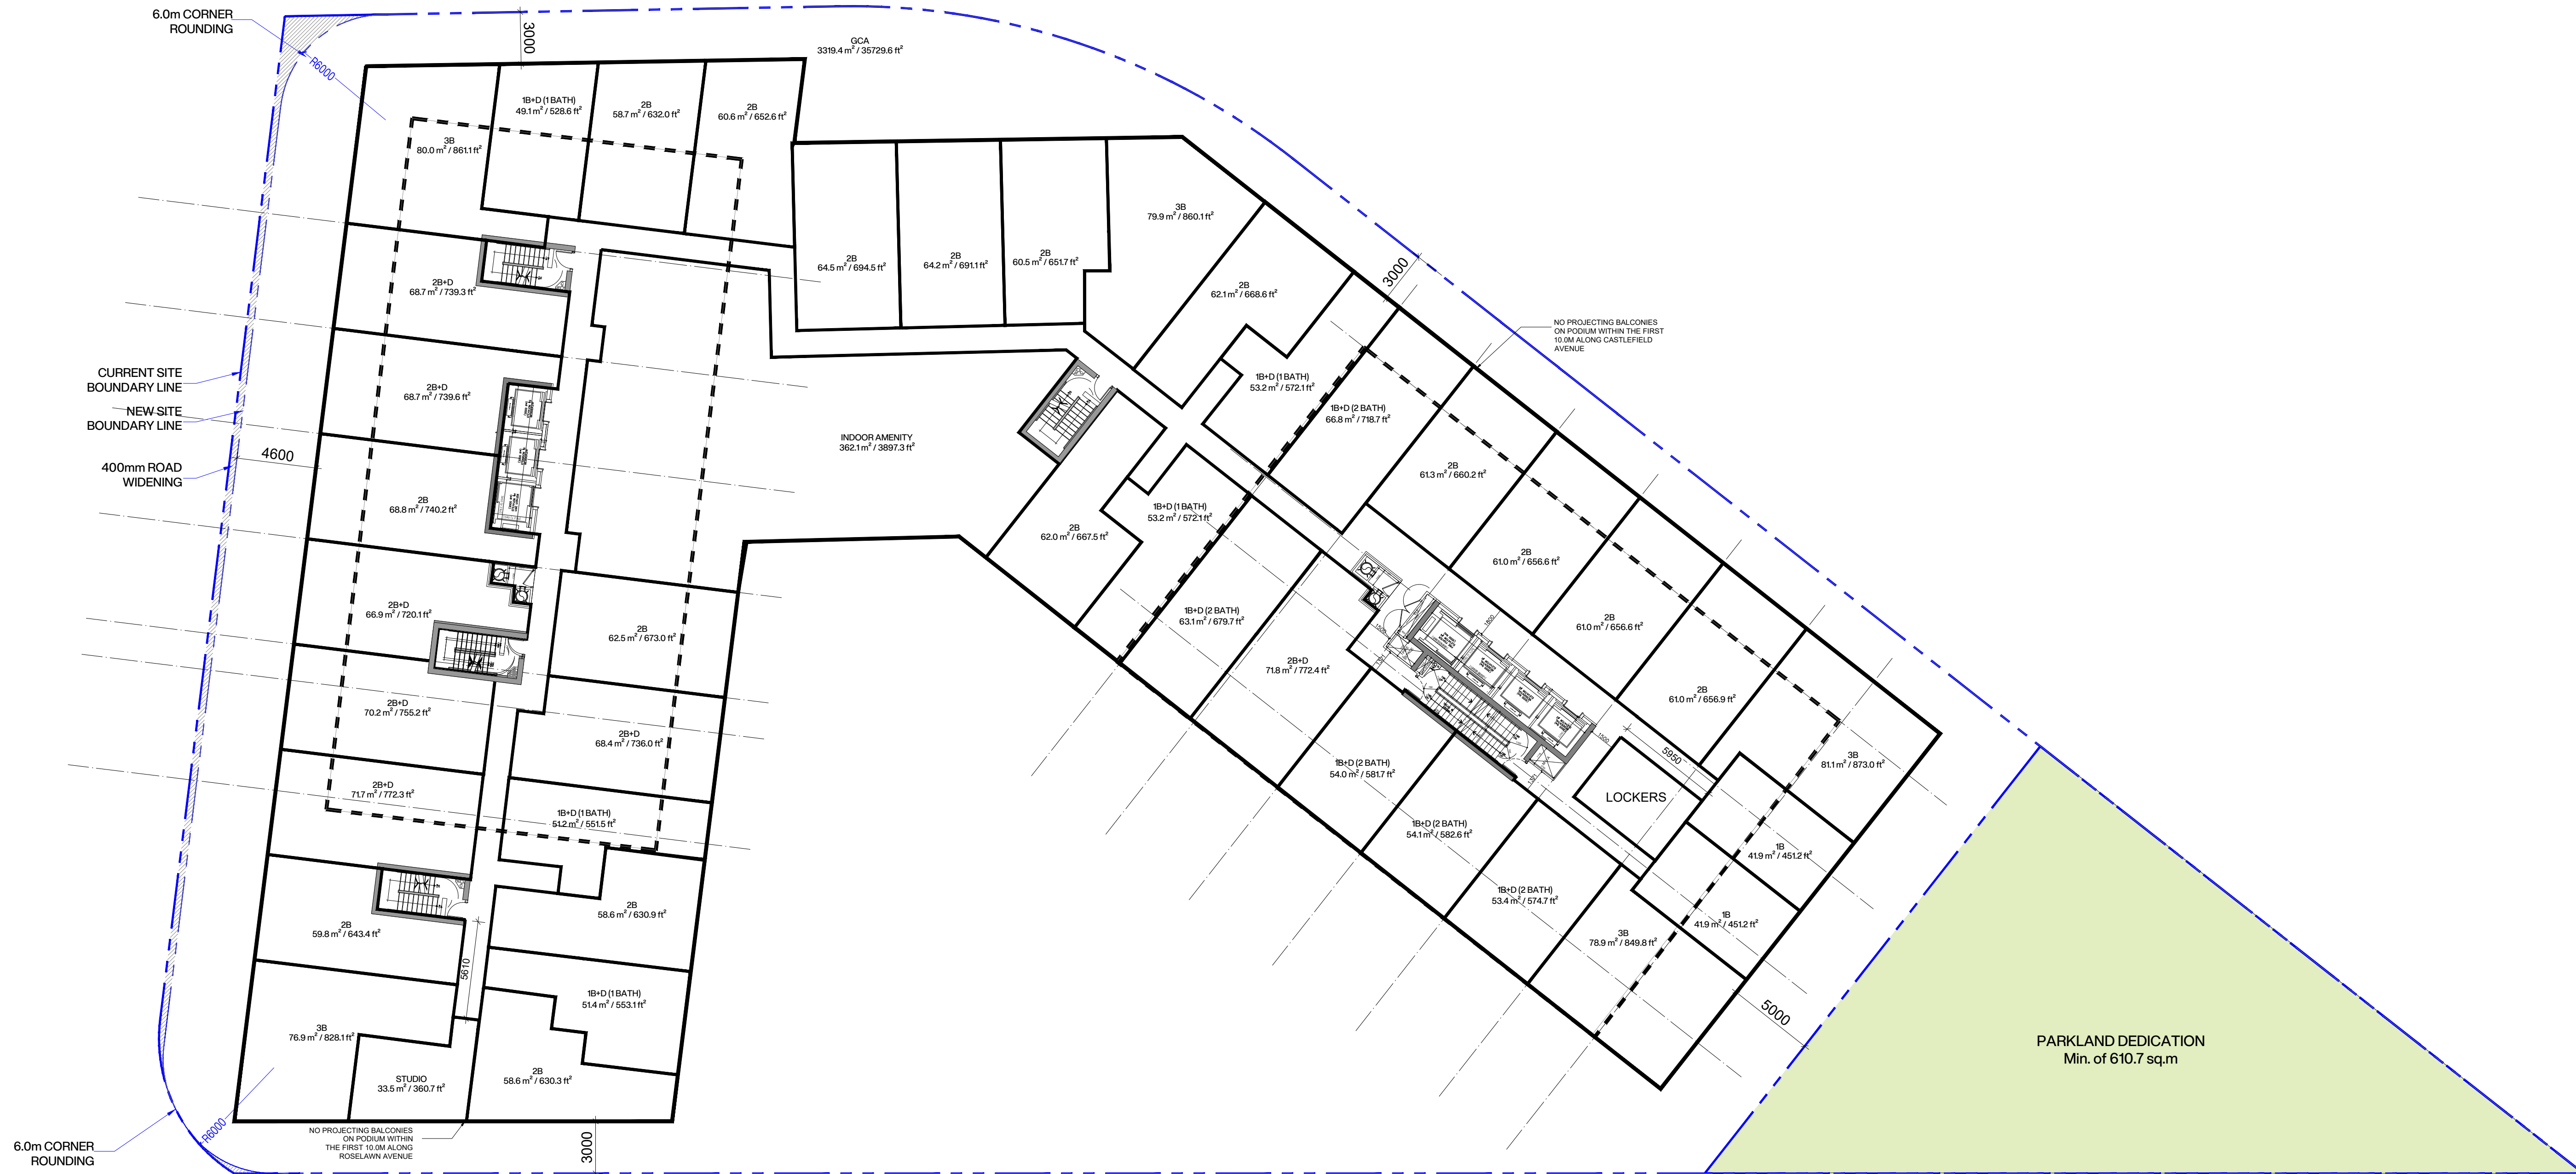 6.0m CORNER
ROUNDING
R6000
3000
GCA
3319.4 m² / 35729.6 ft²
1B+D (1 BATH)
49.1 m² / 528.6 ft²
2B
58.7 m² / 632.0 ft²
2B
60.6 m² / 652.6 ft²
3B
80.0 m² / 861.1 ft²
2B
64.5 m² / 694.5 ft²
2B
64.2 m² / 691.1 ft²
2B
60.5 m² / 651.7 ft²
3B
79.9 m² / 860.1 ft²
2B
62.1 m² / 668.6 ft²
3000
NO PROJECTING BALCONIES
ON PODIUM WITHIN THE FIRST
10.0M ALONG CASTLEFIELD
AVENUE
2B+D
68.7 m² / 739.3 ft²
CURRENT SITE
BOUNDARY LINE
NEW SITE
BOUNDARY LINE
400mm ROAD
WIDENING
4600
2B+D
68.7 m² / 739.6 ft²
INDOOR AMENITY
362.1 m² / 3897.3 ft²
1B+D (1 BATH)
53.2 m² / 572.1 ft²
1B+D (2 BATH)
66.8 m² / 718.7 ft²
2B
61.3 m² / 660.2 ft²
2B
68.8 m² / 740.2 ft²
2B
62.0 m² / 667.5 ft²
1B+D (1 BATH)
53.2 m² / 572.1 ft²
2B
61.0 m² / 656.6 ft²
2B+D
66.9 m² / 720.1 ft²
2B
62.5 m² / 673.0 ft²
1B+D (2 BATH)
63.1 m² / 679.7 ft²
2B
61.0 m² / 656.6 ft²
1800
1500
2B+D
71.8 m² / 772.4 ft²
2B
61.0 m² / 656.9 ft²
2B+D
70.2 m² / 755.2 ft²
2B+D
68.4 m² / 736.0 ft²
1500
5950
3B
81.1 m² / 873.0 ft²
1B+D (2 BATH)
54.0 m² / 581.7 ft²
2B+D
71.7 m² / 772.3 ft²
LOCKERS
1B+D (1 BATH)
51.2 m² / 551.5 ft²
1B+D (2 BATH)
54.1 m² / 582.6 ft²
1B
41.9 m² / 451.2 ft²
1B+D (2 BATH)
53.4 m² / 574.7 ft²
2B
58.6 m² / 630.9 ft²
2B
59.8 m² / 643.4 ft²
1B
41.9 m² / 451.2 ft²
3B
78.9 m² / 849.8 ft²
5610
1B+D (1 BATH)
51.4 m² / 553.1 ft²
5000
3B
76.9 m² / 828.1 ft²
STUDIO
33.5 m² / 360.7 ft²
2B
58.6 m² / 630.3 ft²
PARKLAND DEDICATION
Min. of 610.7 sq.m
R6000
6.0m CORNER
ROUNDING
NO PROJECTING BALCONIES
ON PODIUM WITHIN
THE FIRST 10.0M ALONG
ROSELAWN AVENUE
3000